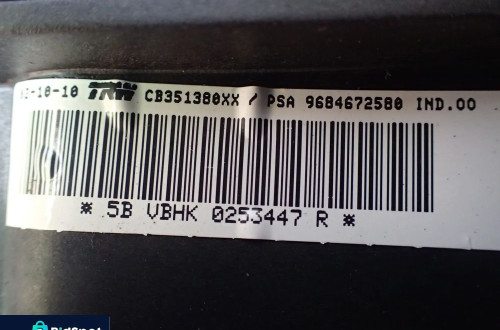 -10-10 TRW CB351380XX / PSA 9684672580 IND.00
* 5B VBHK 0253447 R *